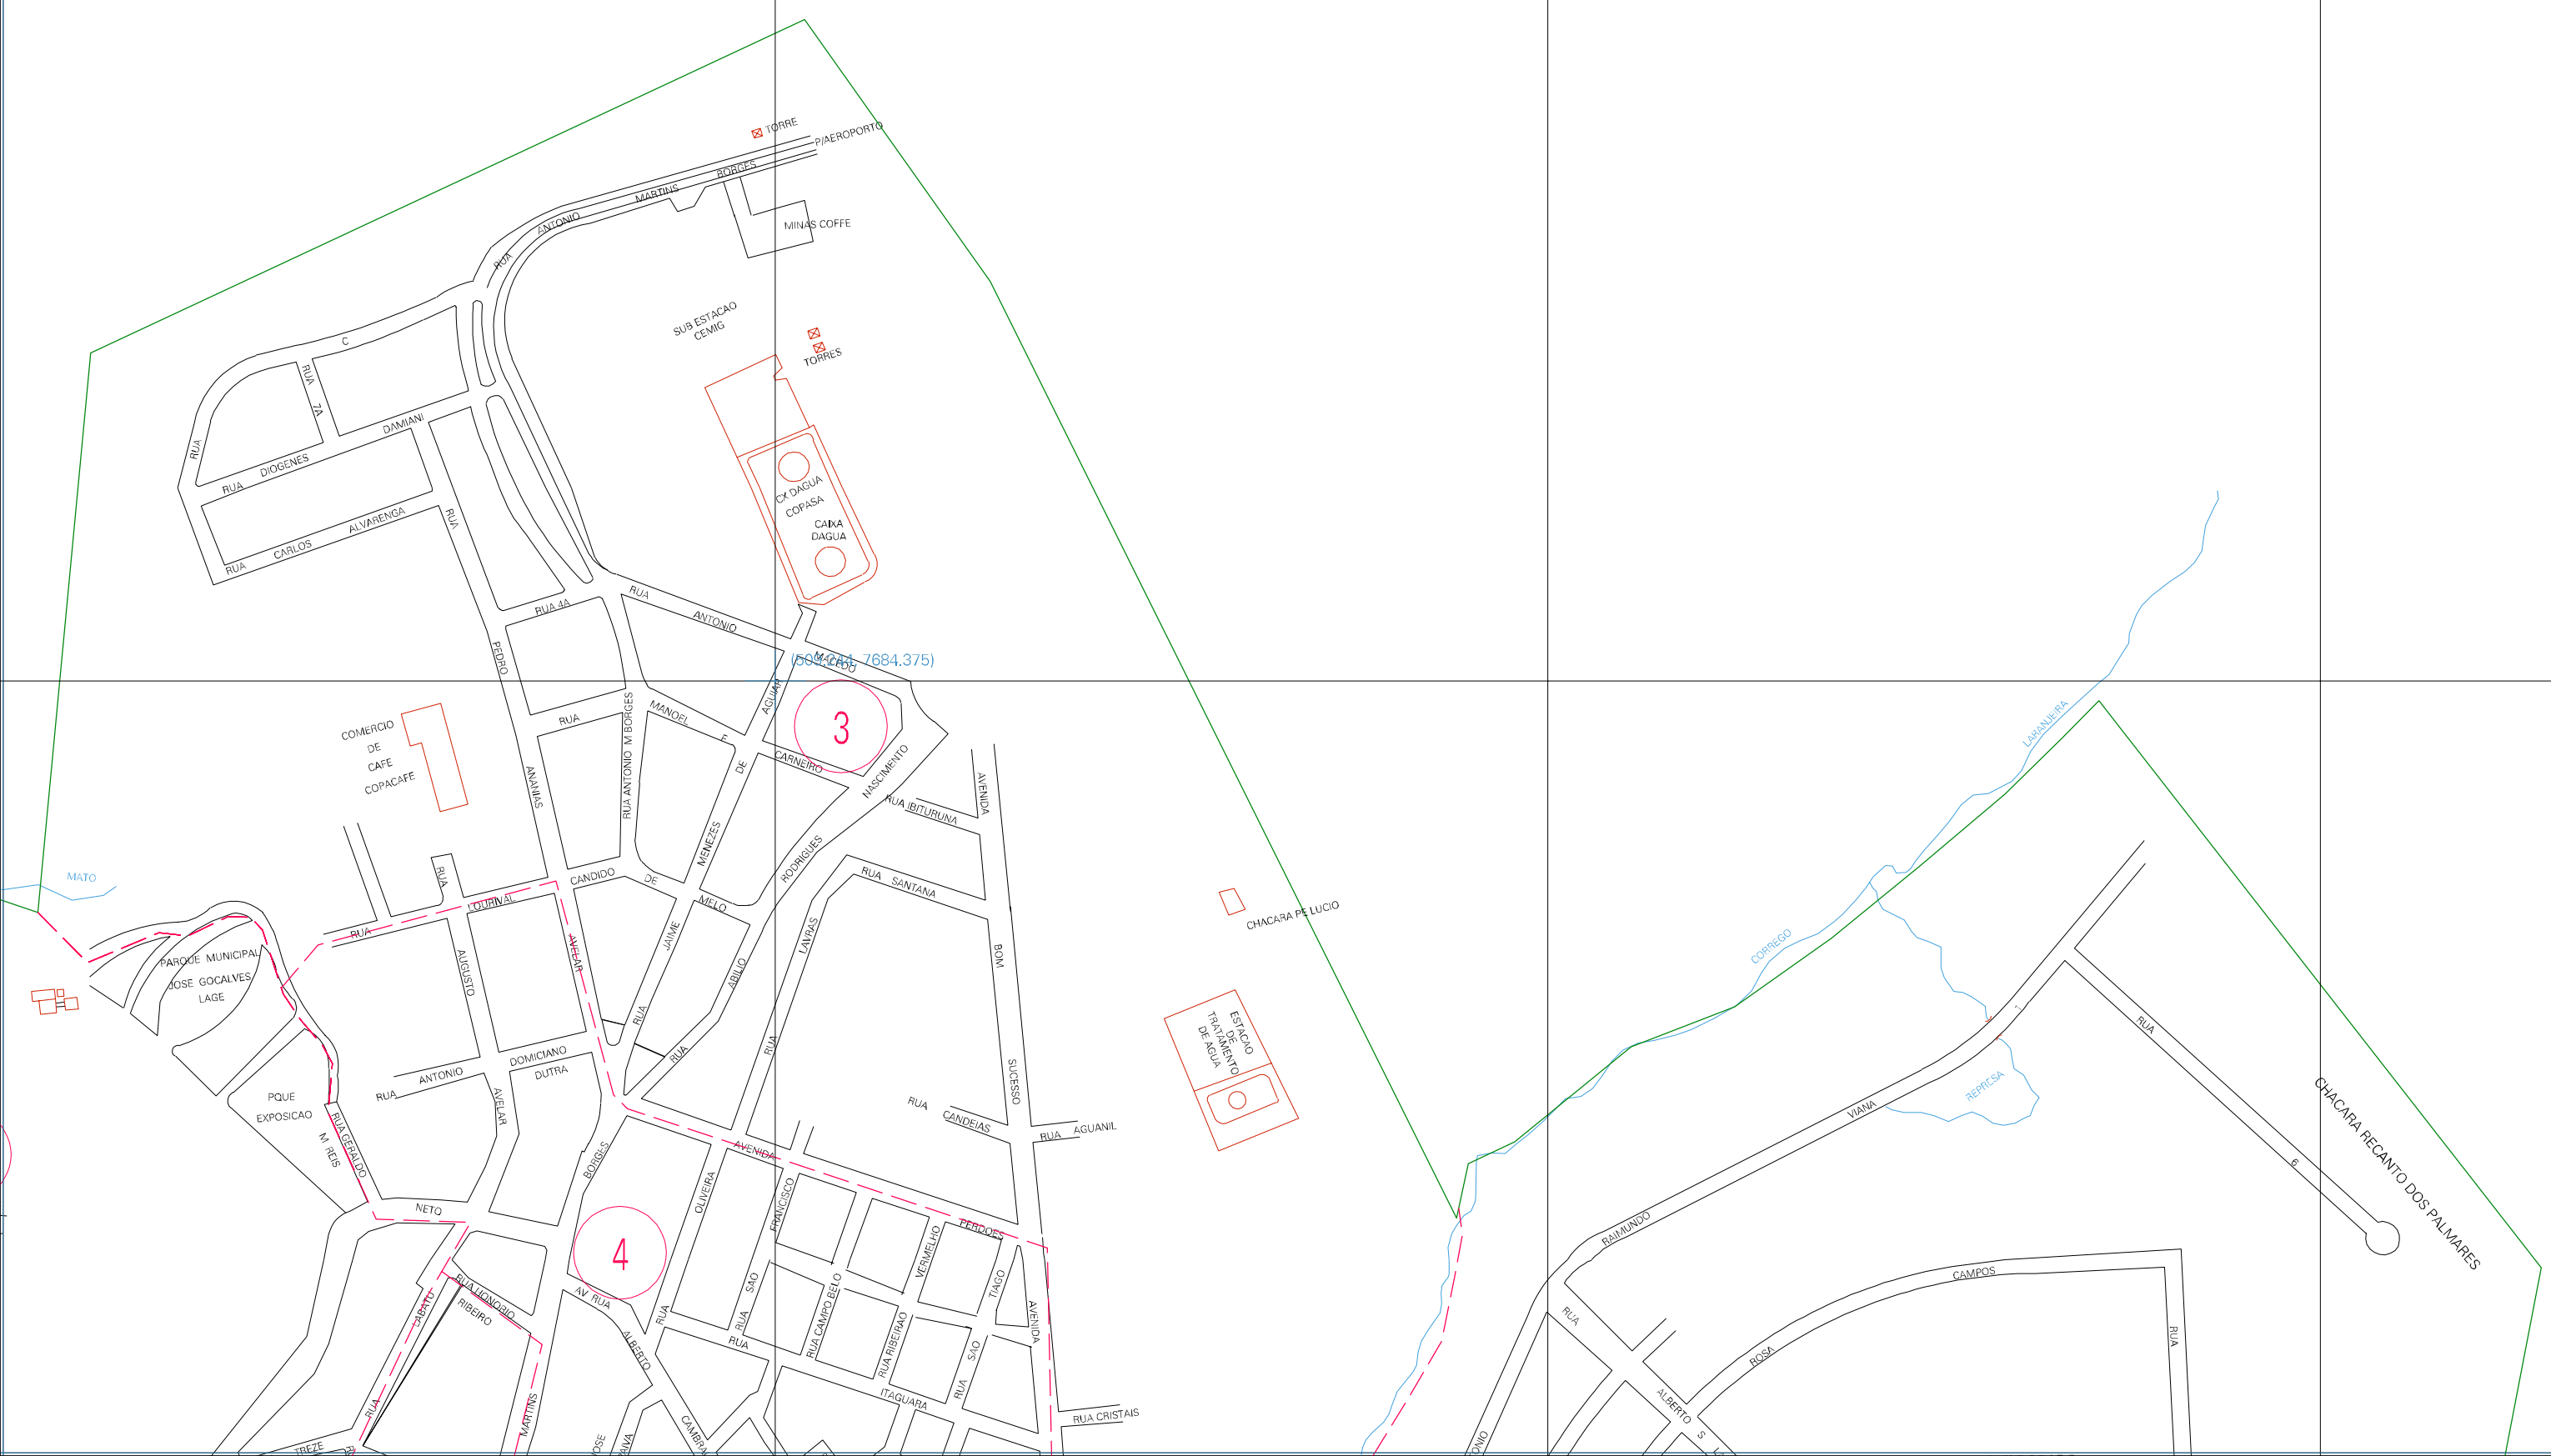 TORRE
P/AEROPORTO
RUA ANTONIO MARTINS BORGES
MINAS COFFE
SUB ESTACAO
CEMIG
TORRES
RUA C
RUA 7A
RUA DIOGENES DAMIANI
CX DAGUA
COPASA
CAIXA
DAGUA
RUA CARLOS ALVARENGA
RUA PEDRO ANANIAS AVELAR
RUA 4A
RUA ANTONIO MACEDO
(509.244, 7684.375)
3
RUA MANOEL F CARNEIRO
RUA ANTONIO M BORGES
RUA JAIME MENEZES DE AGUIAR
COMERCIO
DE
CAFE
COPACAFE
RUA ABILIO RODRIGUES NASCIMENTO
RUA IBITURUNA
AVENIDA BOM SUCESSO
LARANJEIRA
MATO
RUA
RUA LOURIVAL CANDIDO DE MELO
RUA SANTANA
RUA LAVRAS
CHACARA PE LUCIO
CORREGO
PARQUE MUNICIPAL
JOSE GOCALVES
LAGE
AUGUSTO AVELAR
ESTACAO
DE
TRATAMENTO
DE AGUA
RUA 1
RUA 6
REPRESA
CHACARA RECANTO DOS PALMARES
RUA ANTONIO DOMICIANO
DUTRA
PQUE
EXPOSICAO
RUA GERALDO
M REIS
NETO
RUA CANDEIAS
RUA AGUANIL
RAIMUNDO VIANA
BORGES
AVENIDA PERDOES
RUA OLIVEIRA
RUA SAO FRANCISCO
4
RUA HONORIO
RIBEIRO
RUA LABATU
AV RUA ALBERTO
RUA CAMPO BELO
RUA RIBEIRAO VERMELHO
RUA SAO TIAGO
AVENIDA
RUA ITAGUARA
RUA CRISTAIS
MARTINS
TREZE
JOSE
PAIVA
CAMBRAI
RUA ALBERTO S
ROSA CAMPOS
RUA
ONIO